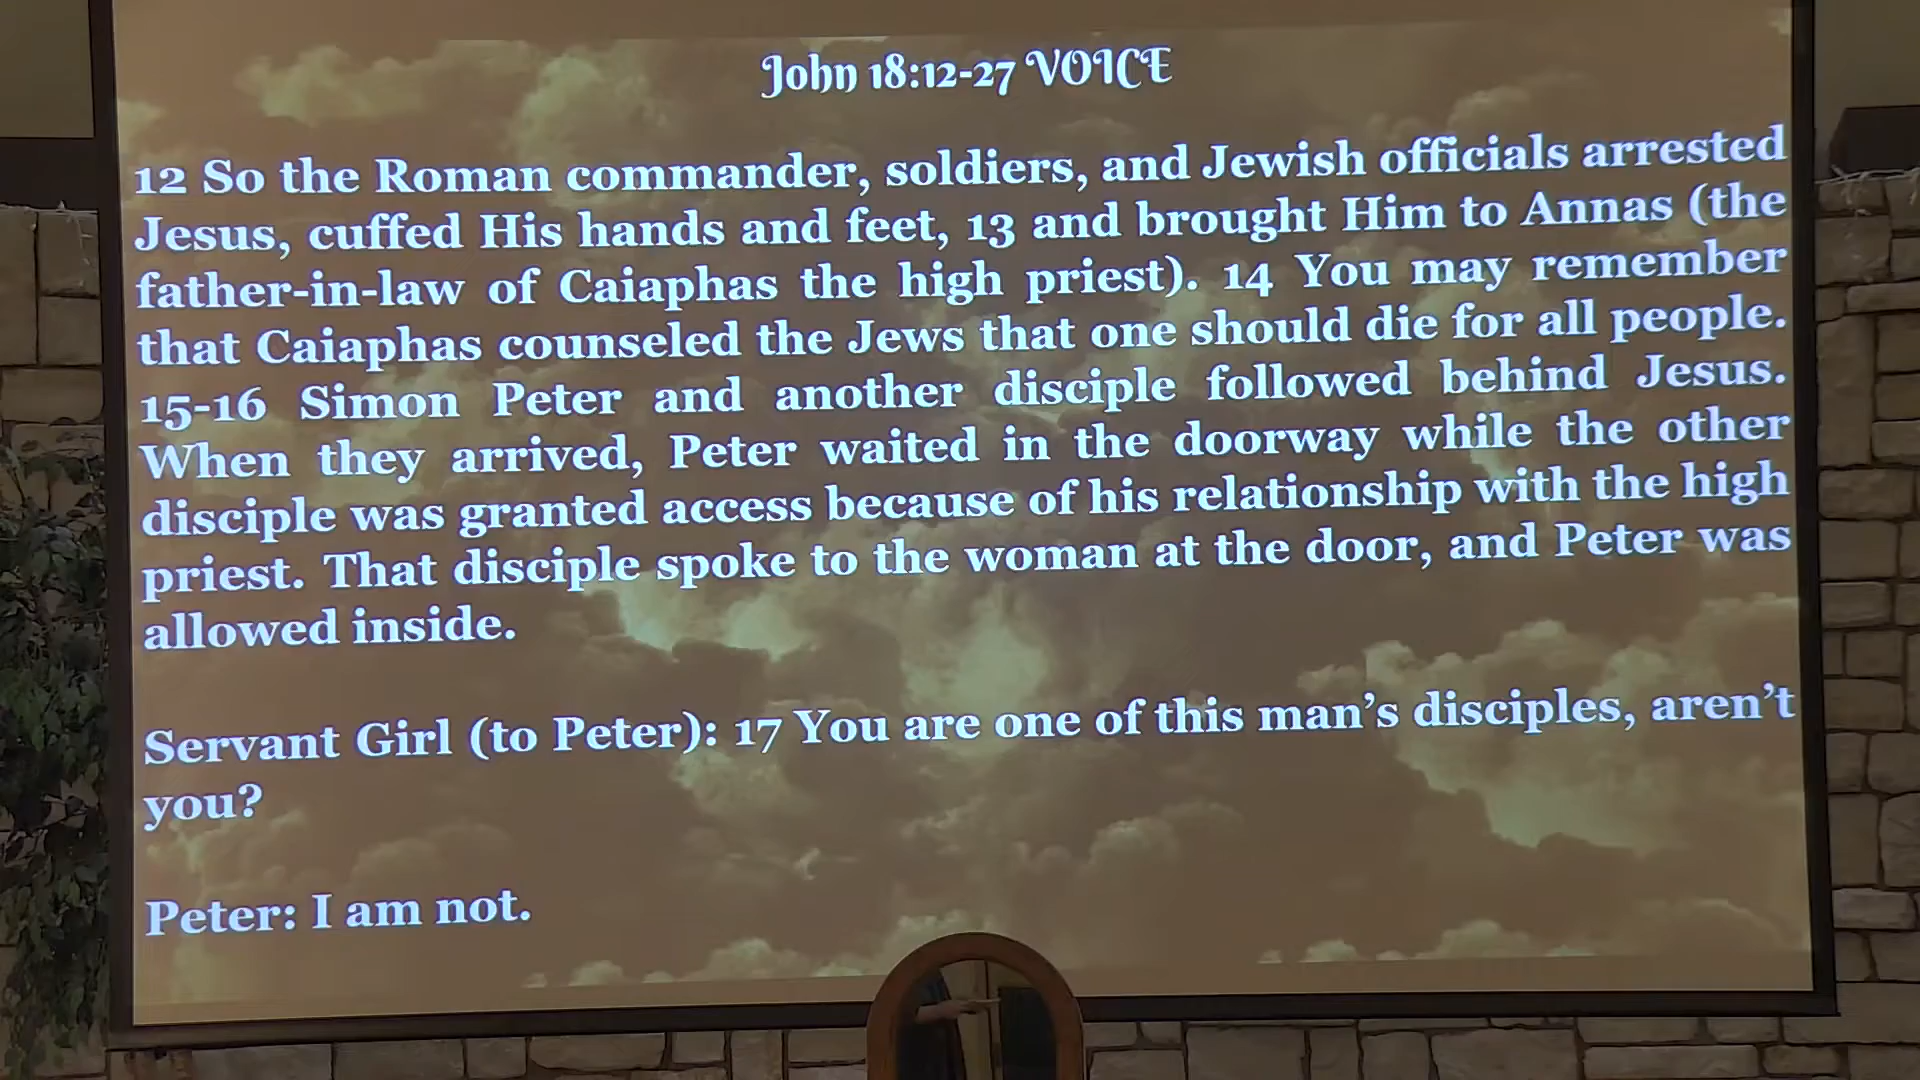 John 18:12-27 VOICE
12 So the Roman commander, soldiers, and Jewish officials arrested
Jesus, cuffed His hands and feet, 13 and brought Him to Annas (the
father-in-law of Caiaphas the high priest). 14 You may remember
that Caiaphas counseled the Jews that one should die for all people.
15-16 Simon Peter and another disciple followed behind Jesus.
When they arrived, Peter waited in the doorway while the other
disciple was granted access because of his relationship with the high
priest. That disciple spoke to the woman at the door, and Peter was
allowed inside.
Servant Girl (to Peter): 17 You are one of this man’s disciples, aren’t
you?
Peter: I am not.